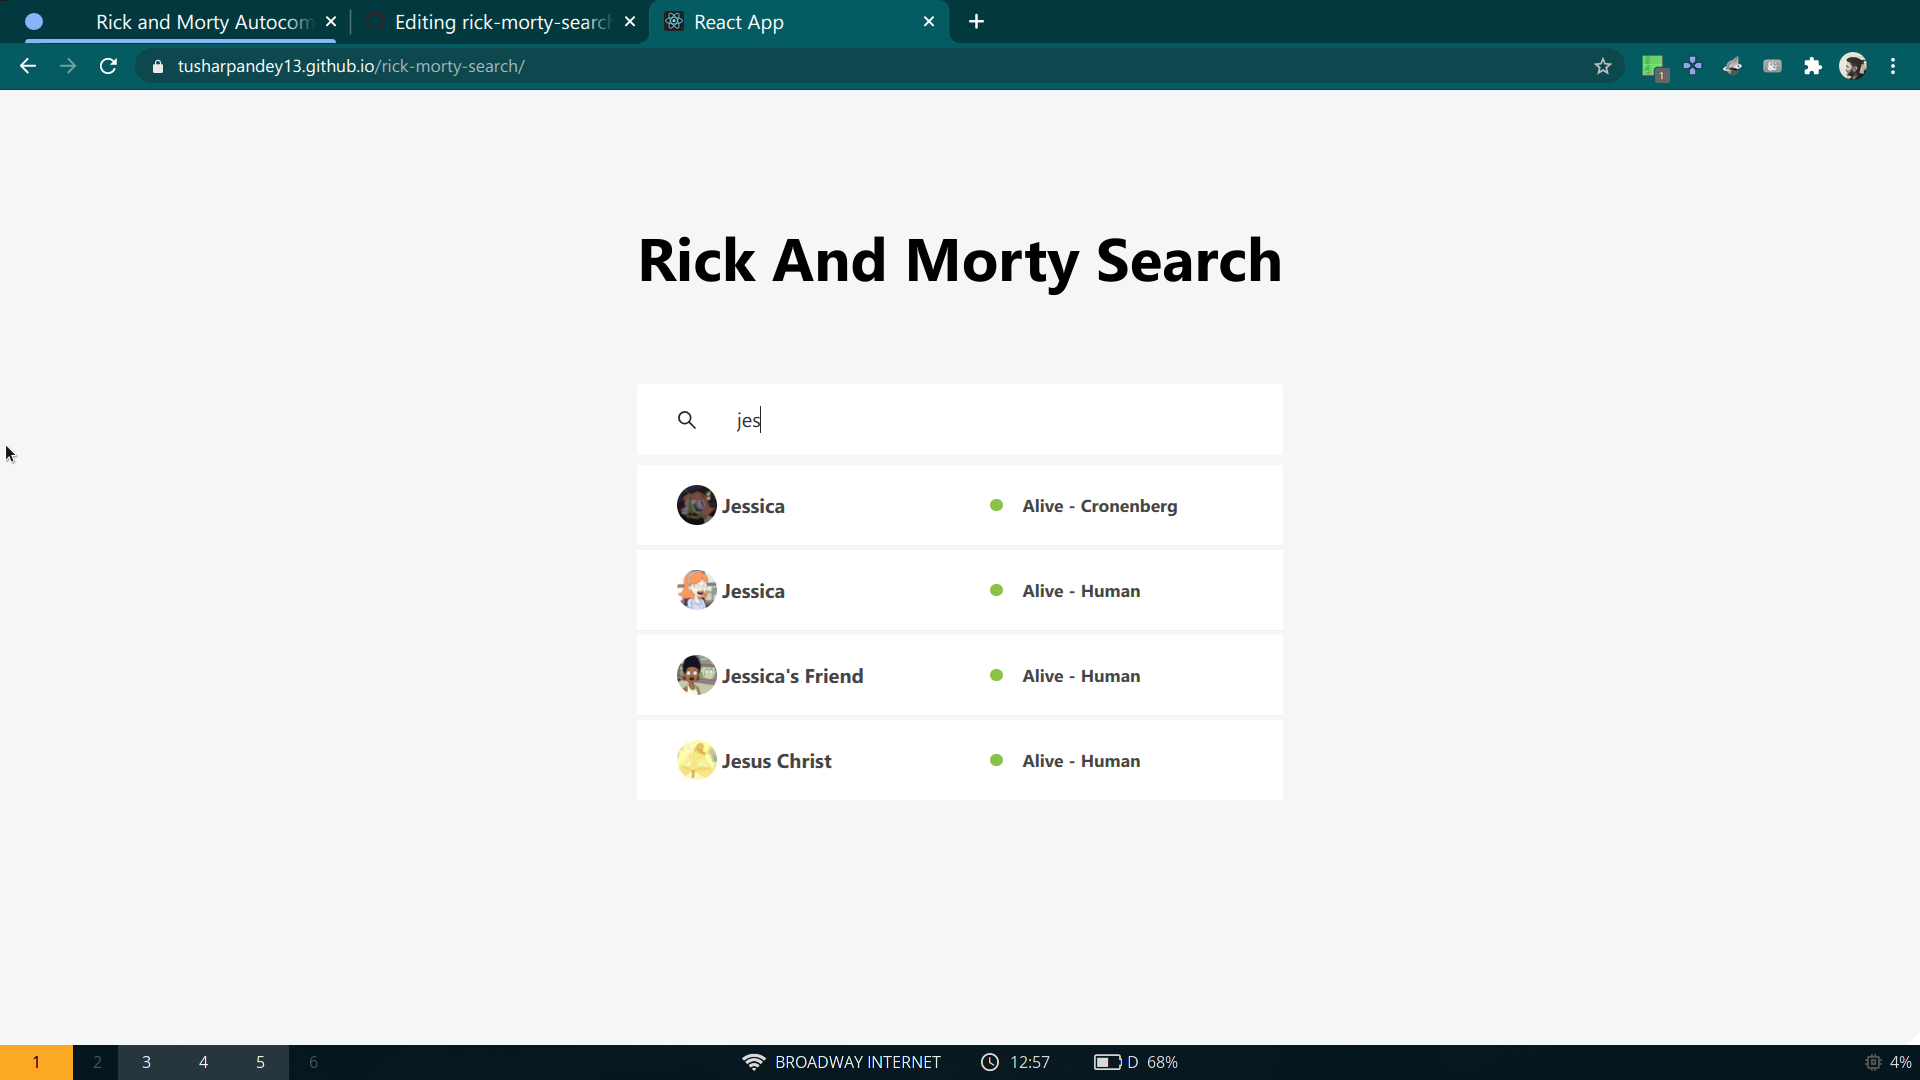 Rick and Morty Autocom
Editing rick-morty-search
React App
tusharpandey13.github.io/rick-morty-search/
1
Rick And Morty Search
jes
Jessica
Alive - Cronenberg
Jessica
Alive - Human
Jessica's Friend
Alive - Human
Jesus Christ
Alive - Human
1 2 3 4 5 6
BROADWAY INTERNET 12:57 D 68% 4%